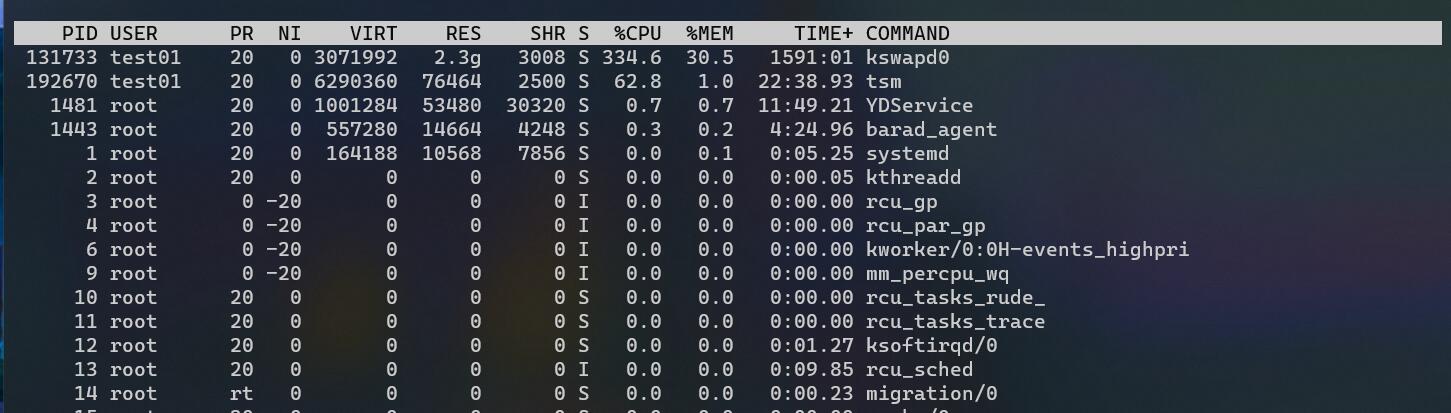 PID USER PR NI VIRT RES SHR S %CPU %MEM TIME+ COMMAND
131733 test01 20 0 3071992 2.3g 3008 S 334.6 30.5 1591:01 kswapd0
192670 test01 20 0 6290360 76464 2500 S 62.8 1.0 22:38.93 tsm
1481 root 20 0 1001284 53480 30320 S 0.7 0.7 11:49.21 YDService
1443 root 20 0 557280 14664 4248 S 0.3 0.2 4:24.96 barad_agent
1 root 20 0 164188 10568 7856 S 0.0 0.1 0:05.25 systemd
2 root 20 0 0 0 0 S 0.0 0.0 0:00.05 kthreadd
3 root 0 -20 0 0 0 I 0.0 0.0 0:00.00 rcu_gp
4 root 0 -20 0 0 0 I 0.0 0.0 0:00.00 rcu_par_gp
6 root 0 -20 0 0 0 I 0.0 0.0 0:00.00 kworker/0:0H-events_highpri
9 root 0 -20 0 0 0 I 0.0 0.0 0:00.00 mm_percpu_wq
10 root 20 0 0 0 0 S 0.0 0.0 0:00.00 rcu_tasks_rude_
11 root 20 0 0 0 0 S 0.0 0.0 0:00.00 rcu_tasks_trace
12 root 20 0 0 0 0 S 0.0 0.0 0:01.27 ksoftirqd/0
13 root 20 0 0 0 0 I 0.0 0.0 0:09.85 rcu_sched
14 root rt 0 0 0 0 S 0.0 0.0 0:00.23 migration/0